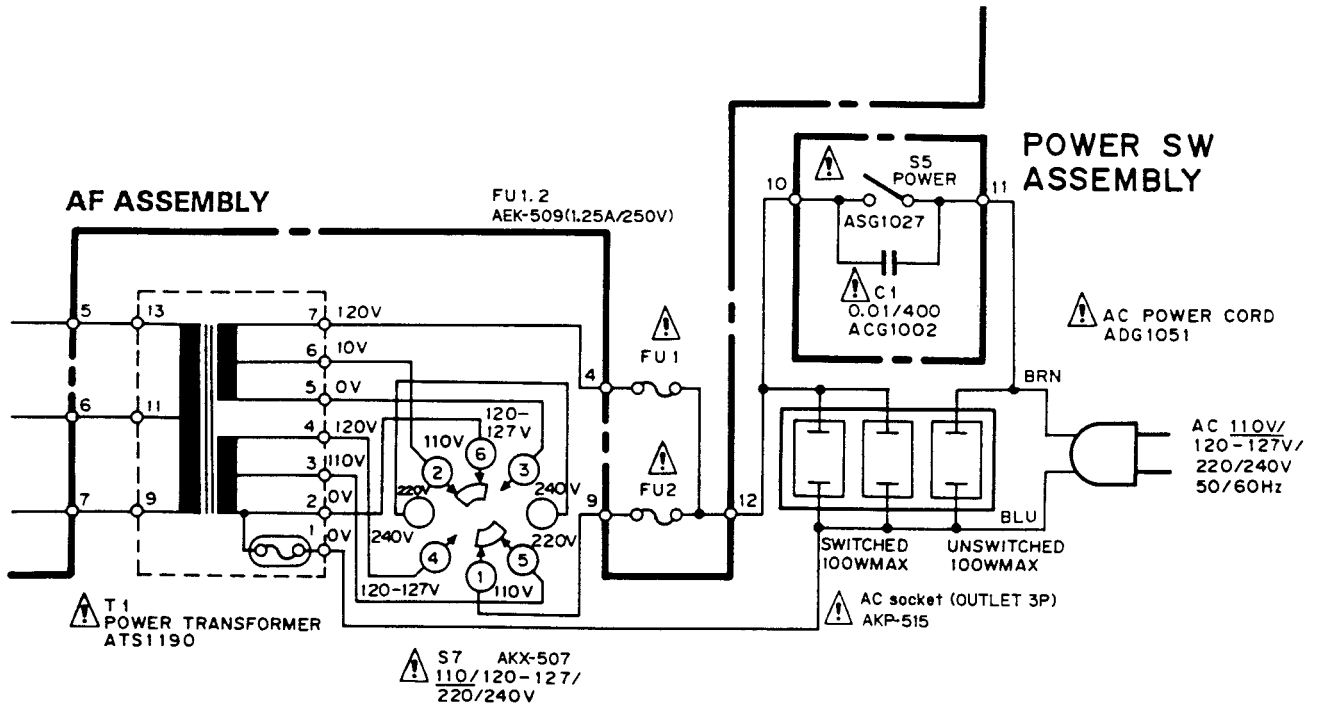 POWER SW
ASSEMBLY
S5
POWER
10
11
ASG1027
C1
0.01/400
ACG1002
AC POWER CORD
ADG1051
AF ASSEMBLY
FU1.2
AEK-509(1.25A/250V)
5
13
7
120V
6
10V
5
0V
4
120V
6
11
3
110V
2
0V
7
9
1
0V
FU1
4
FU2
9
12
120-
127V
110V
6
2
3
220V
240V
240V
220V
4
5
1
120-127V
110V
BRN
BLU
AC 110V/
120-127V/
220/240V
50/60Hz
SWITCHED
100WMAX
UNSWITCHED
100WMAX
AC socket (OUTLET 3P)
AKP-515
T1
POWER TRANSFORMER
ATS1190
S7 AKX-507
110/120-127/
220/240V